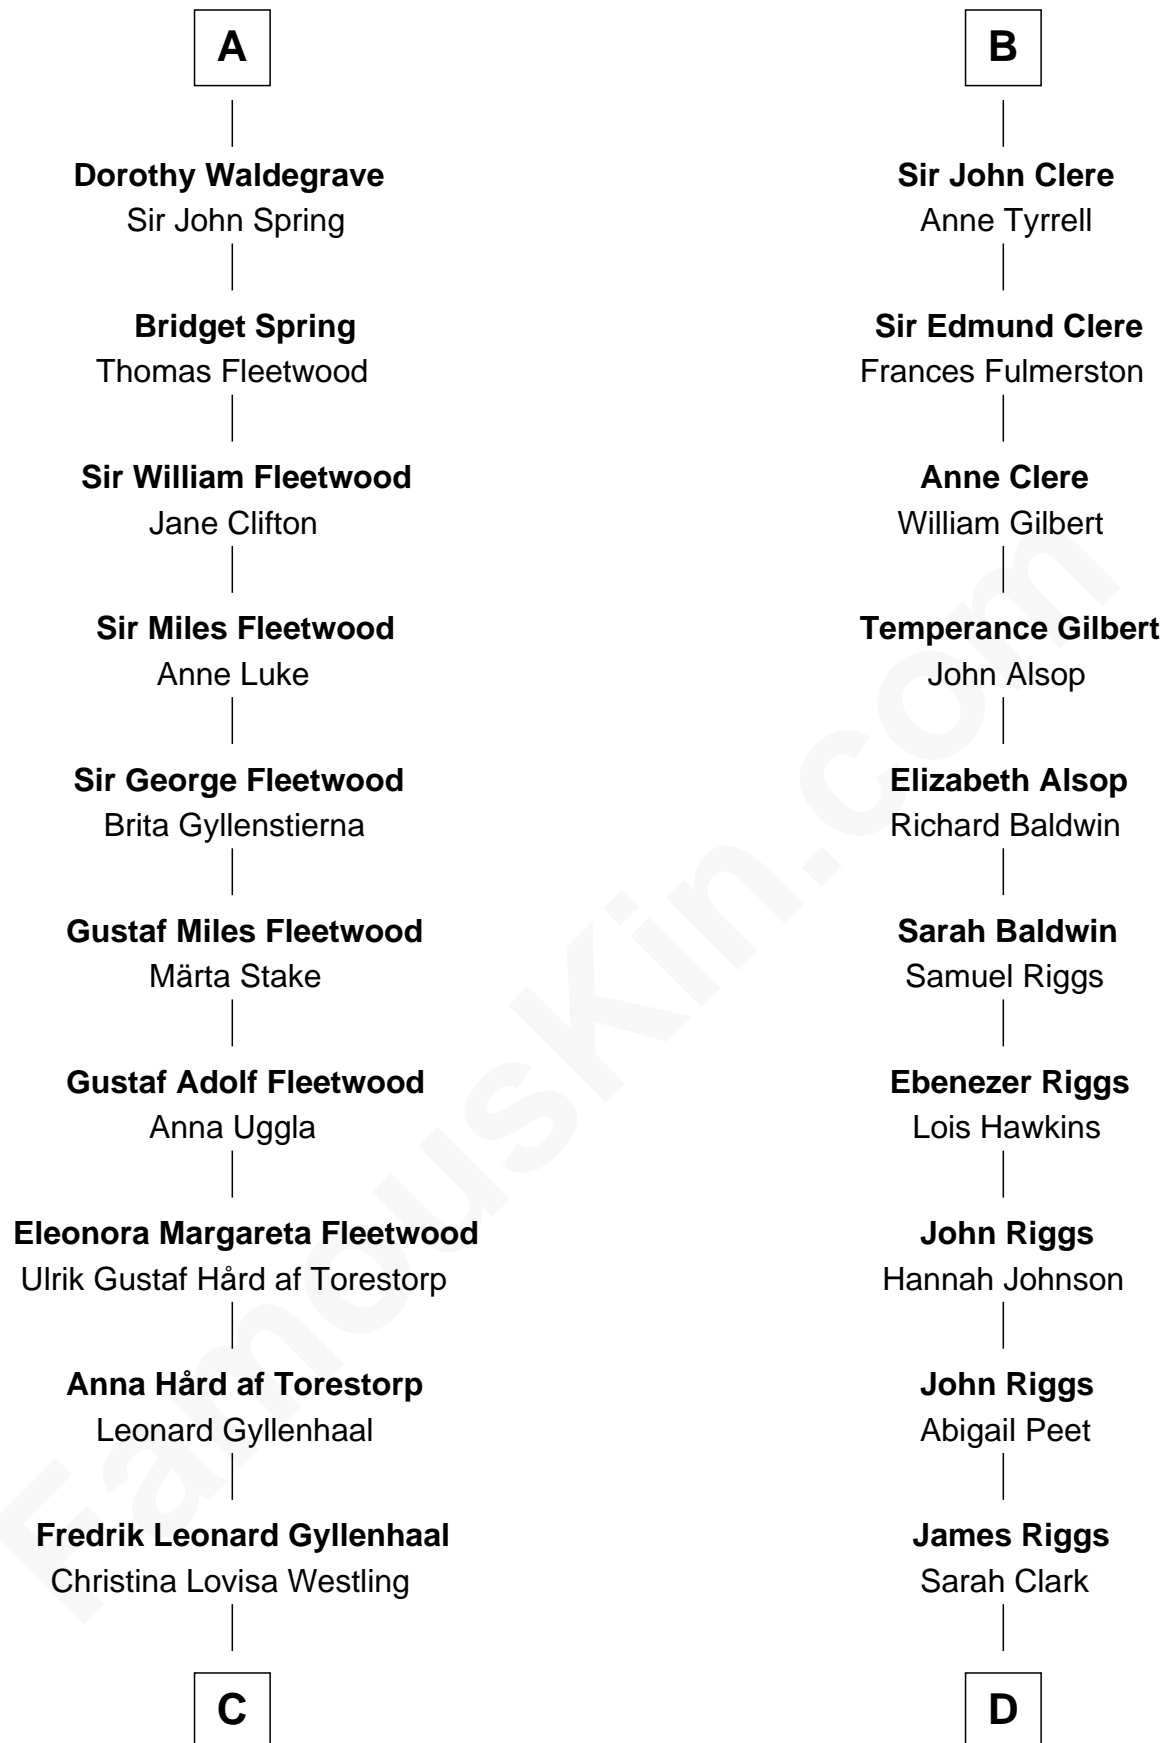 A
Dorothy Waldegrave
Sir John Spring
Bridget Spring
Thomas Fleetwood
Sir William Fleetwood
Jane Clifton
Sir Miles Fleetwood
Anne Luke
Sir George Fleetwood
Brita Gyllenstierna
Gustaf Miles Fleetwood
Märta Stake
Gustaf Adolf Fleetwood
Anna Uggla
Eleonora Margareta Fleetwood
Ulrik Gustaf Hård af Torestorp
Anna Hård af Torestorp
Leonard Gyllenhaal
Fredrik Leonard Gyllenhaal
Christina Lovisa Westling
C
B
Sir John Clere
Anne Tyrrell
Sir Edmund Clere
Frances Fulmerston
Anne Clere
William Gilbert
Temperance Gilbert
John Alsop
Elizabeth Alsop
Richard Baldwin
Sarah Baldwin
Samuel Riggs
Ebenezer Riggs
Lois Hawkins
John Riggs
Hannah Johnson
John Riggs
Abigail Peet
James Riggs
Sarah Clark
D
FamousKin.com